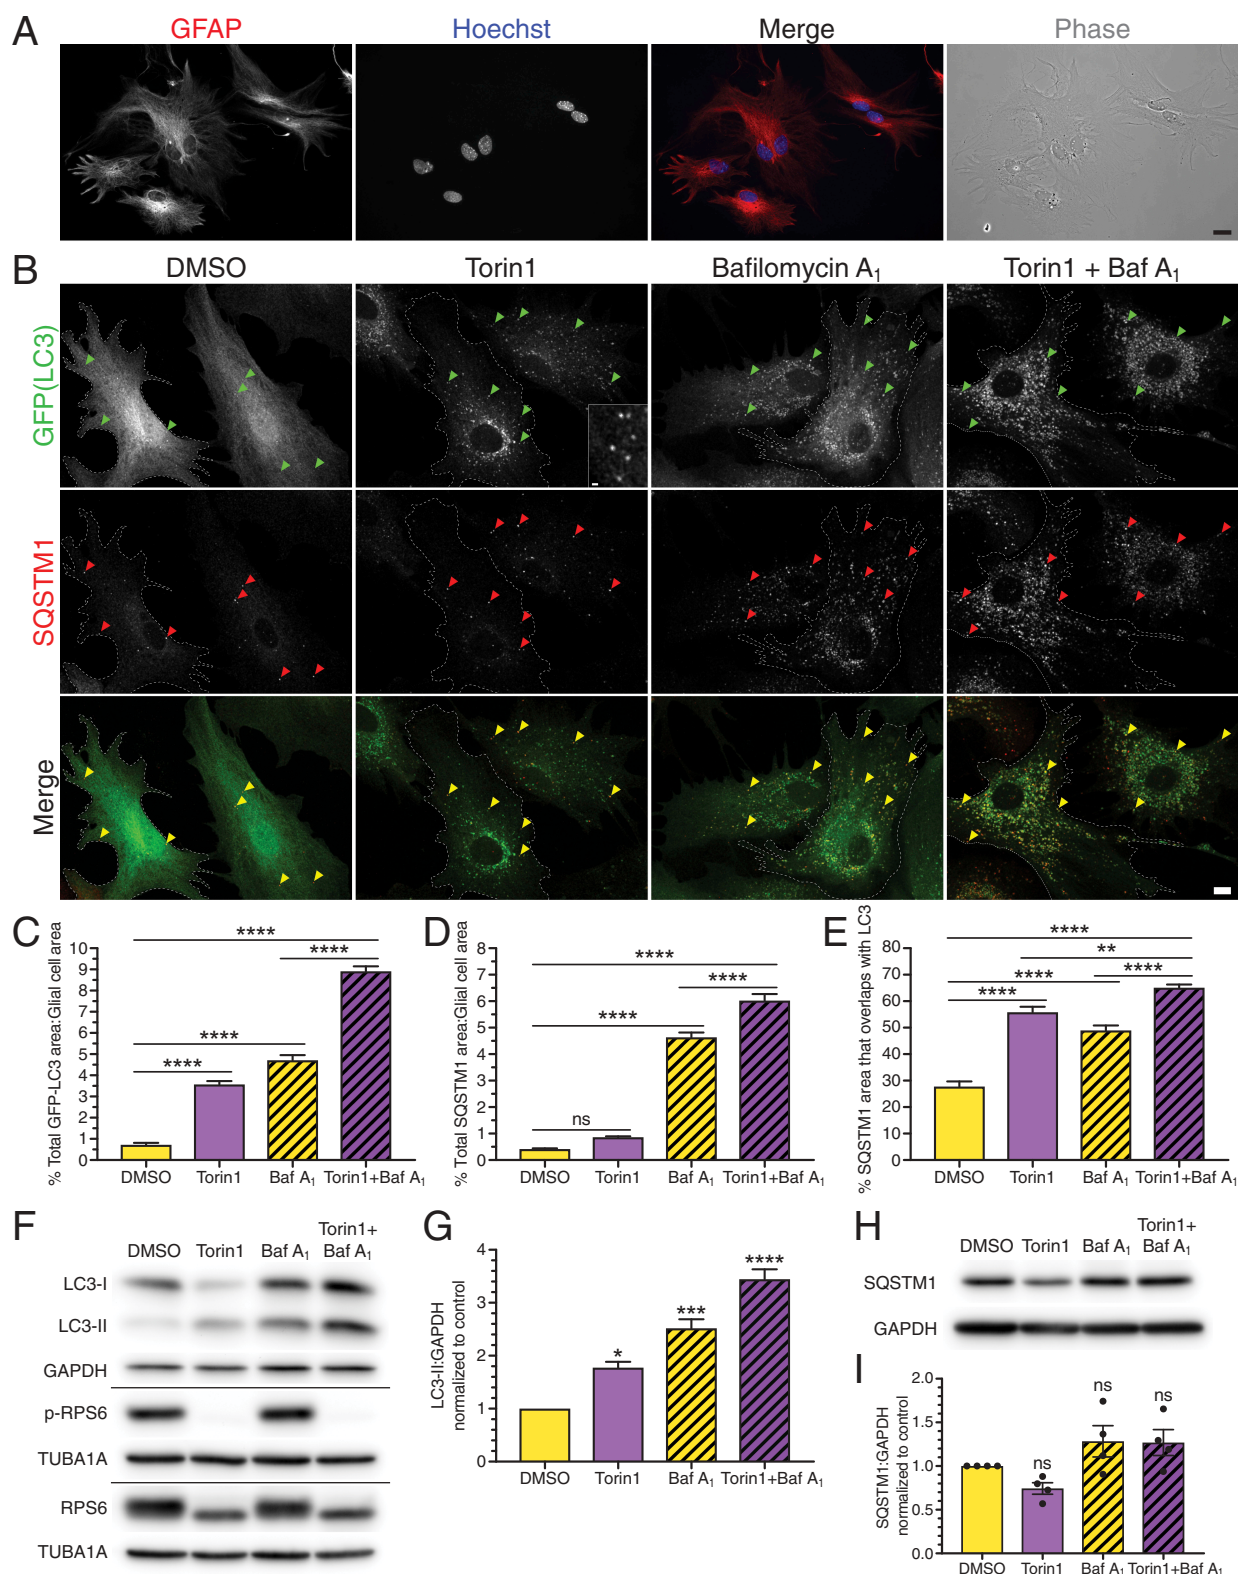 A
GFAP Hoechst Merge Phase
B
DMSO Torin1 Bafilomycin A1 Torin1 + Baf A1
GFP(LC3)
SQSTM1
Merge
C
% Total GFP-LC3 area:Glial cell area
10
9
8
7
6
5
4
3
2
1
0
**** **** **** ****
DMSO Torin1 Baf A1 Torin1+Baf A1
D
% Total SQSTM1 area:Glial cell area
8
7
6
5
4
3
2
1
0
**** **** **** ns
DMSO Torin1 Baf A1 Torin1+Baf A1
E
% SQSTM1 area that overlaps with LC3
80
70
60
50
40
30
20
10
0
**** ** **** **** ****
DMSO Torin1 Baf A1 Torin1+Baf A1
F
DMSO Torin1 Baf A1 Torin1+
Baf A1
LC3-I
LC3-II
GAPDH
p-RPS6
TUBA1A
RPS6
TUBA1A
G
LC3-II:GAPDH
normalized to control
4
3.2
2.4
1.6
0.8
0
* *** ****
DMSO Torin1 Baf A1 Torin1+Baf A1
H
DMSO Torin1 Baf A1 Torin1+
Baf A1
SQSTM1
GAPDH
I
SQSTM1:GAPDH
normalized to control
2.0
1.5
1.0
0.5
0.0
ns ns ns
DMSO Torin1 Baf A1 Torin1+Baf A1